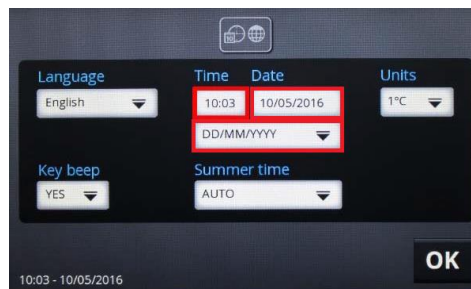 10
Language Time Date Units
English 10:03 10/05/2016 1°C
DD/MM/YYYY
Key beep Summer time
YES AUTO
OK
10:03 - 10/05/2016